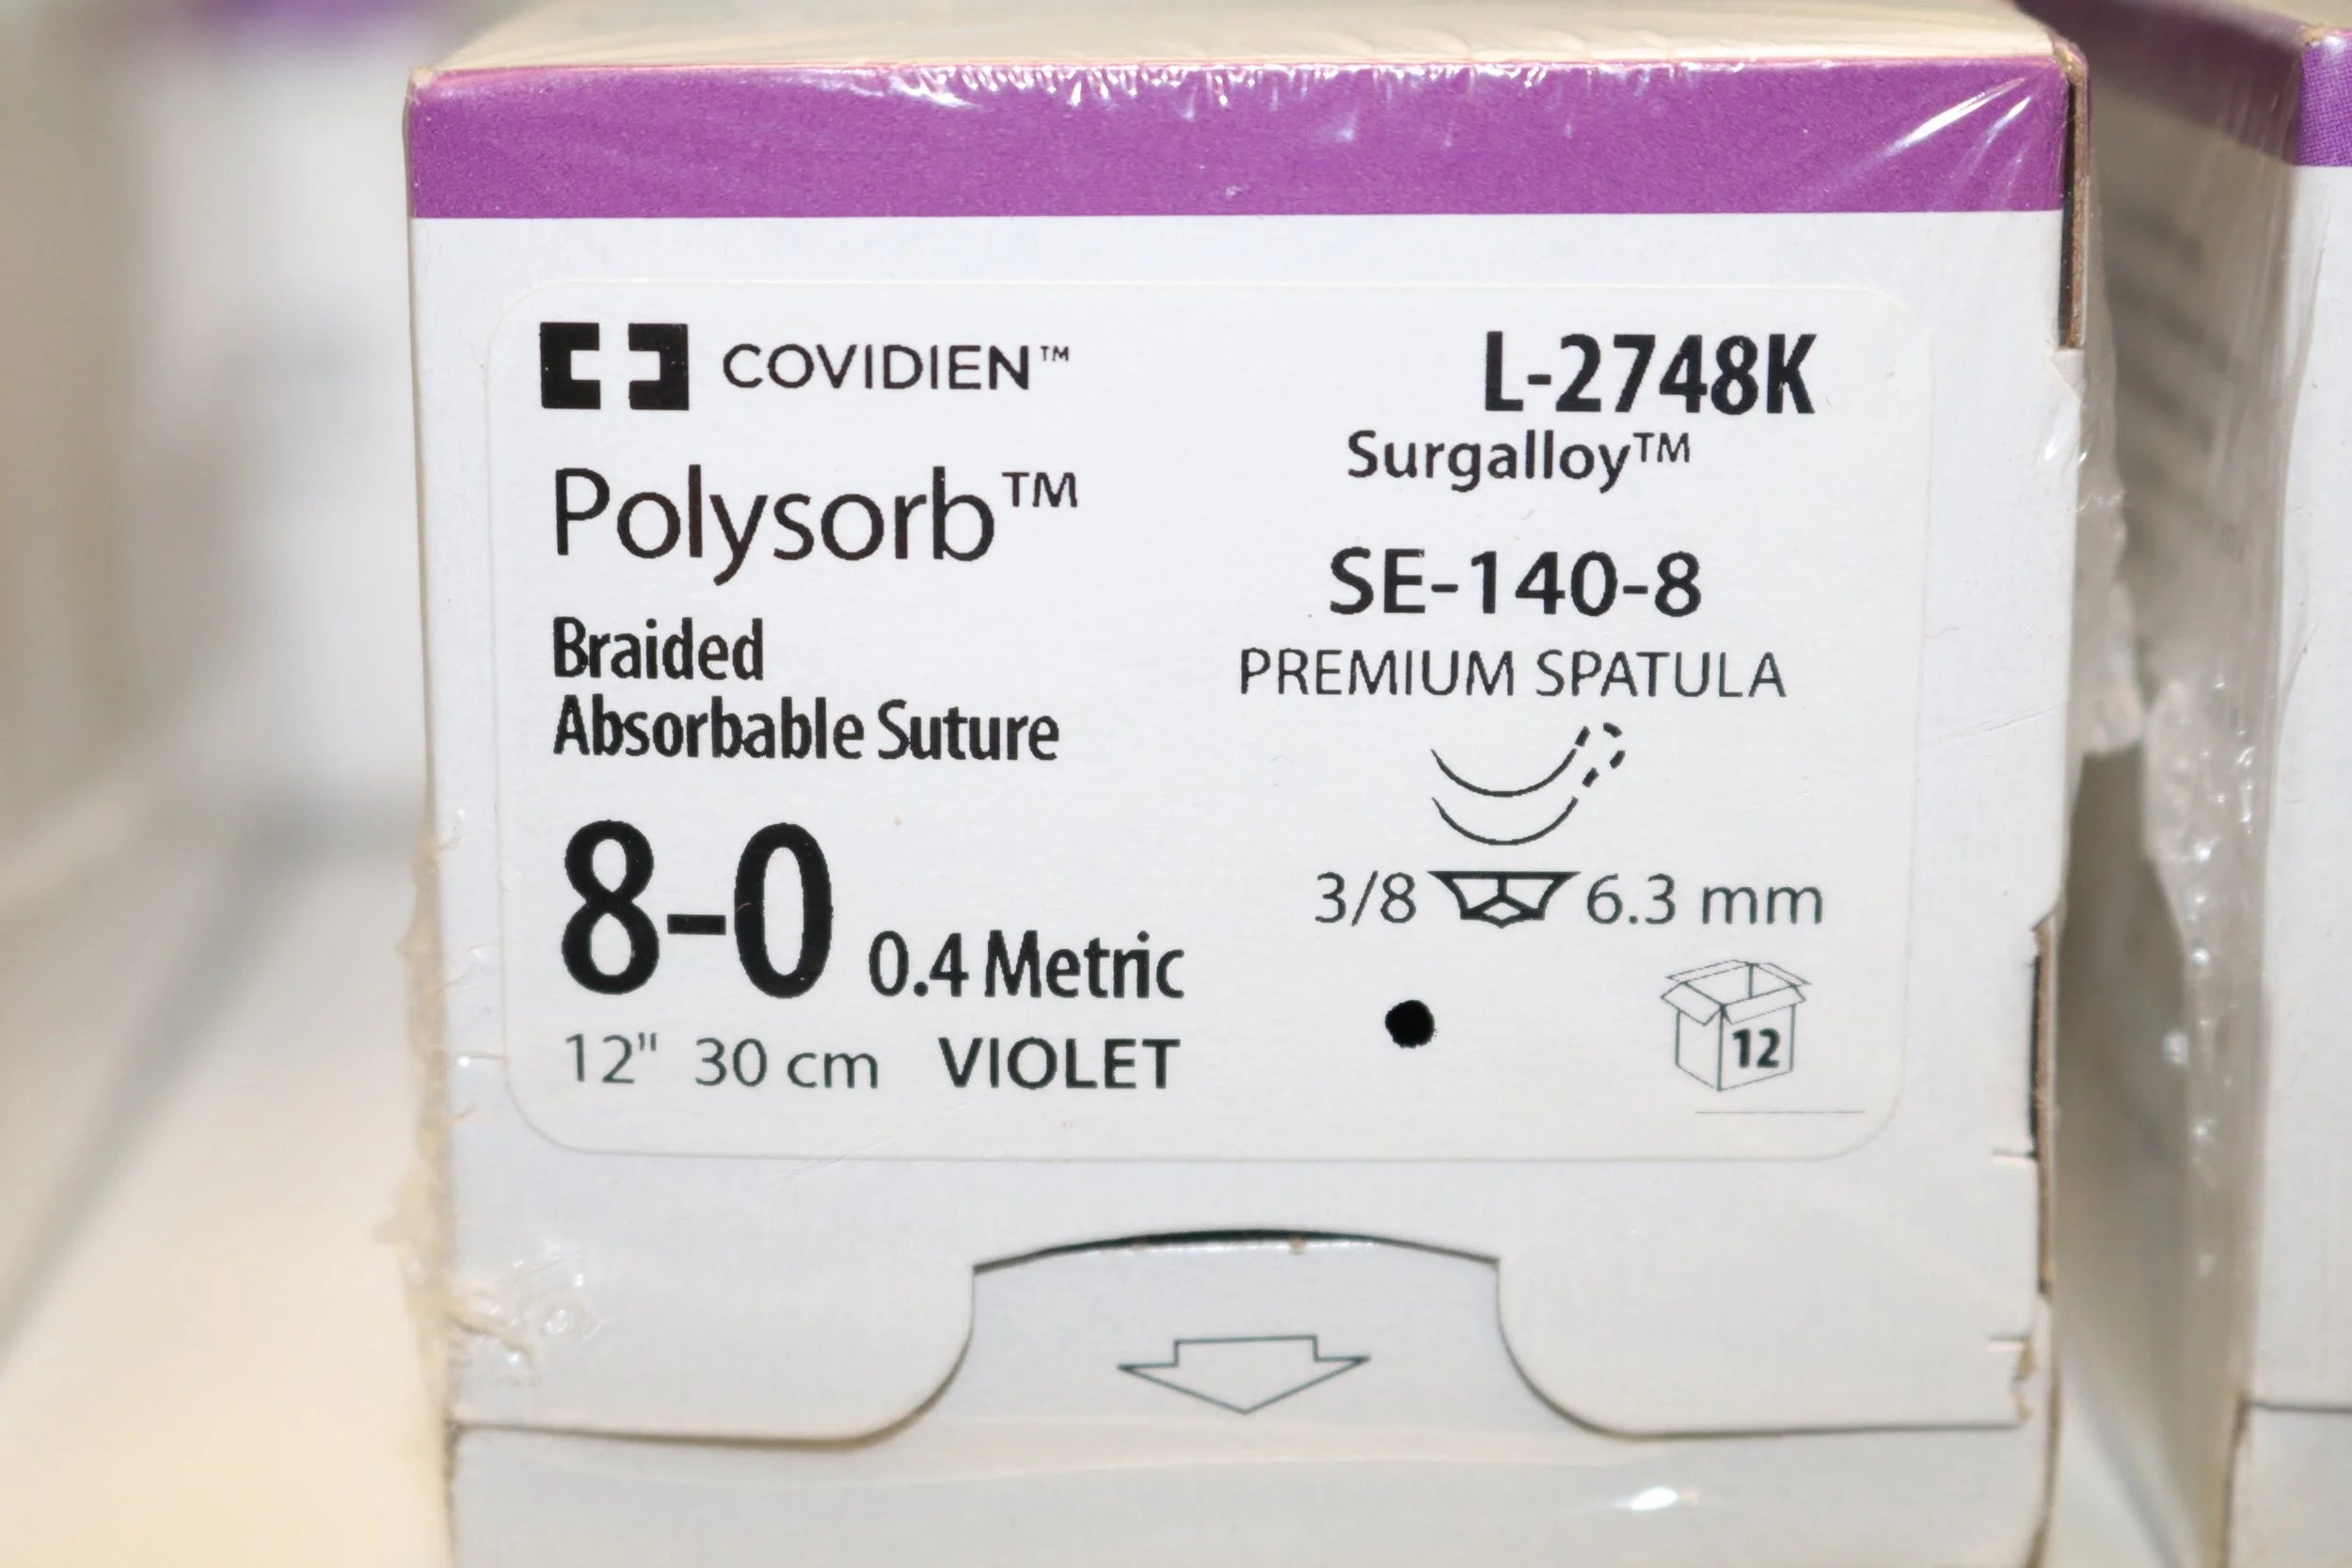 COVIDIEN™
Polysorb™
Braided
Absorbable Suture
8-0 0.4 Metric
12" 30 cm VIOLET
L-2748K
Surgalloy™
SE-140-8
PREMIUM SPATULA
3/8 6.3 mm
12